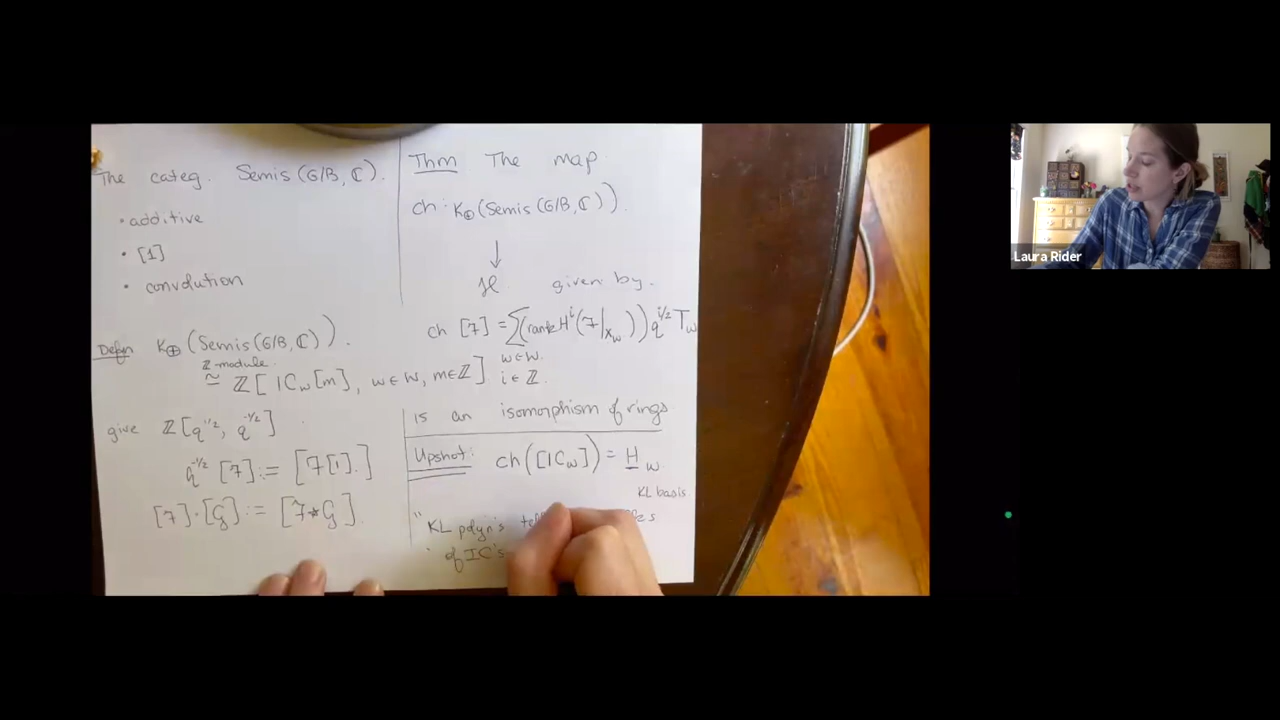 The categ. Semis (G/B, ℂ).
• additive
• [1]
• convolution
Defn K⊕ (Semis (G/B, ℂ)).
ℤ-module
≅ ℤ[ IC_w[m], w∈W, m∈ℤ]
give ℤ[q^{1/2}, q^{-1/2}]
q^{-1/2} [F] := [F[1].]
[F]·[G] := [F⋆G].
Thm The map
ch: K⊕ (Semis (G/B, ℂ)).
↓
ℋ given by.
ch [F] = ∑(rank H^i(F|_{X_w})) q^{i/2} T_w
w∈W.
i∈ℤ.
is an isomorphism of rings
Upshot: ch([IC_w]) = H_w
KL basis
"KL polyn's
of IC's
Laura Rider